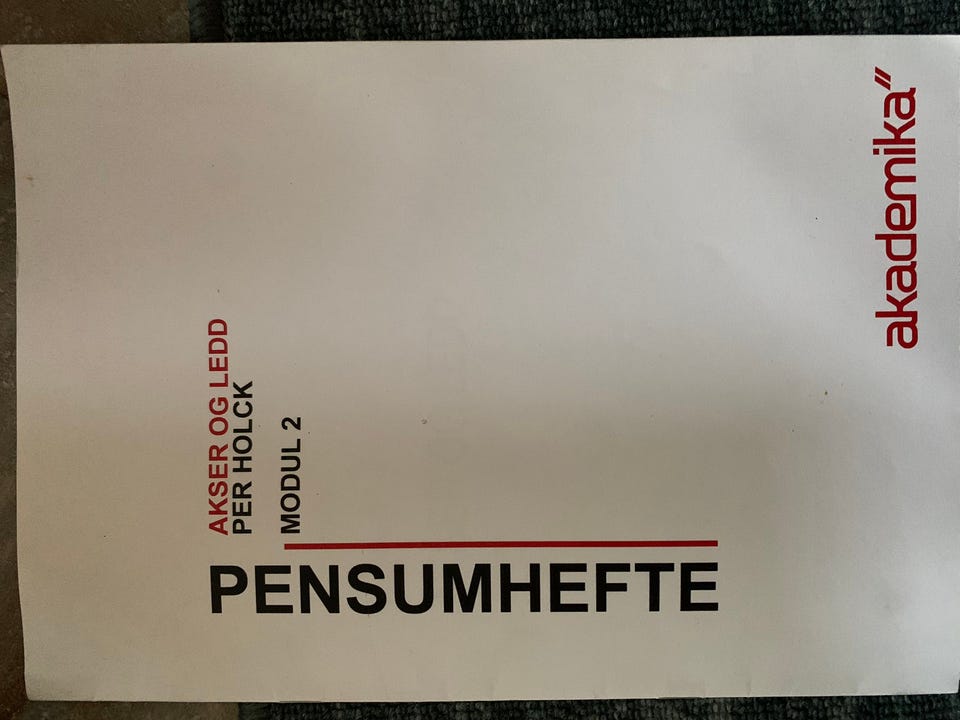 AKSER OG LEDD
PER HOLCK
MODUL 2
PENSUMHEFTE
akademika